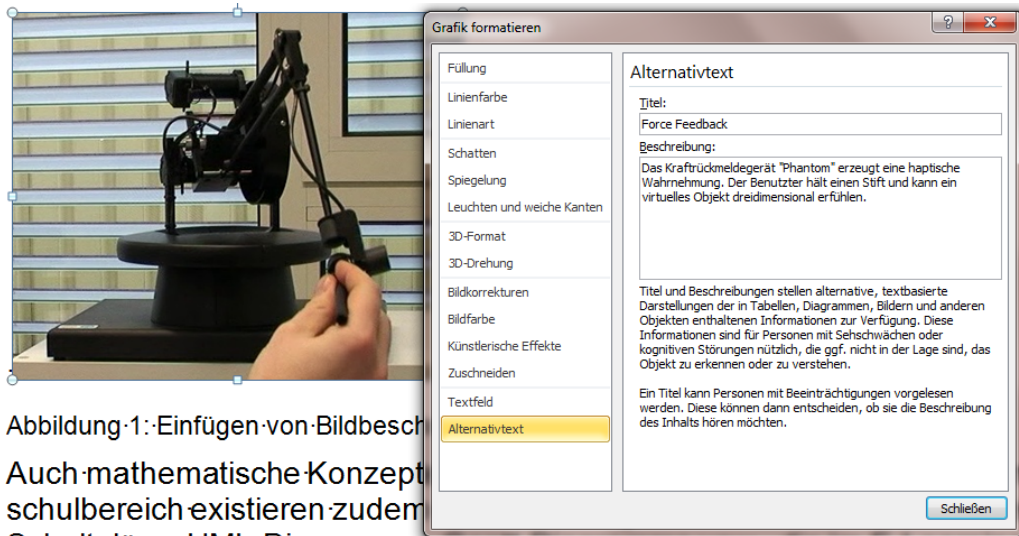 Grafik formatieren
Füllung
Linienfarbe
Linienart
Schatten
Spiegelung
Leuchten und weiche Kanten
3D-Format
3D-Drehung
Bildkorrekturen
Bildfarbe
Künstlerische Effekte
Zuschneiden
Textfeld
Alternativtext
Alternativtext
Titel:
Force Feedback
Beschreibung:
Das Kraftrückmeldegerät "Phantom" erzeugt eine haptische
Wahrnehmung. Der Benutzter hält einen Stift und kann ein
virtuelles Objekt dreidimensional erfühlen.
Titel und Beschreibungen stellen alternative, textbasierte
Darstellungen der in Tabellen, Diagrammen, Bildern und anderen
Objekten enthaltenen Informationen zur Verfügung. Diese
Informationen sind für Personen mit Sehschwächen oder
kognitiven Störungen nützlich, die ggf. nicht in der Lage sind, das
Objekt zu erkennen oder zu verstehen.
Ein Titel kann Personen mit Beeinträchtigungen vorgelesen
werden. Diese können dann entscheiden, ob sie die Beschreibung
des Inhalts hören möchten.
Schließen
Abbildung·1:·Einfügen·von·Bildbesch
Auch·mathematische·Konzept
schulbereich·existieren·zudem